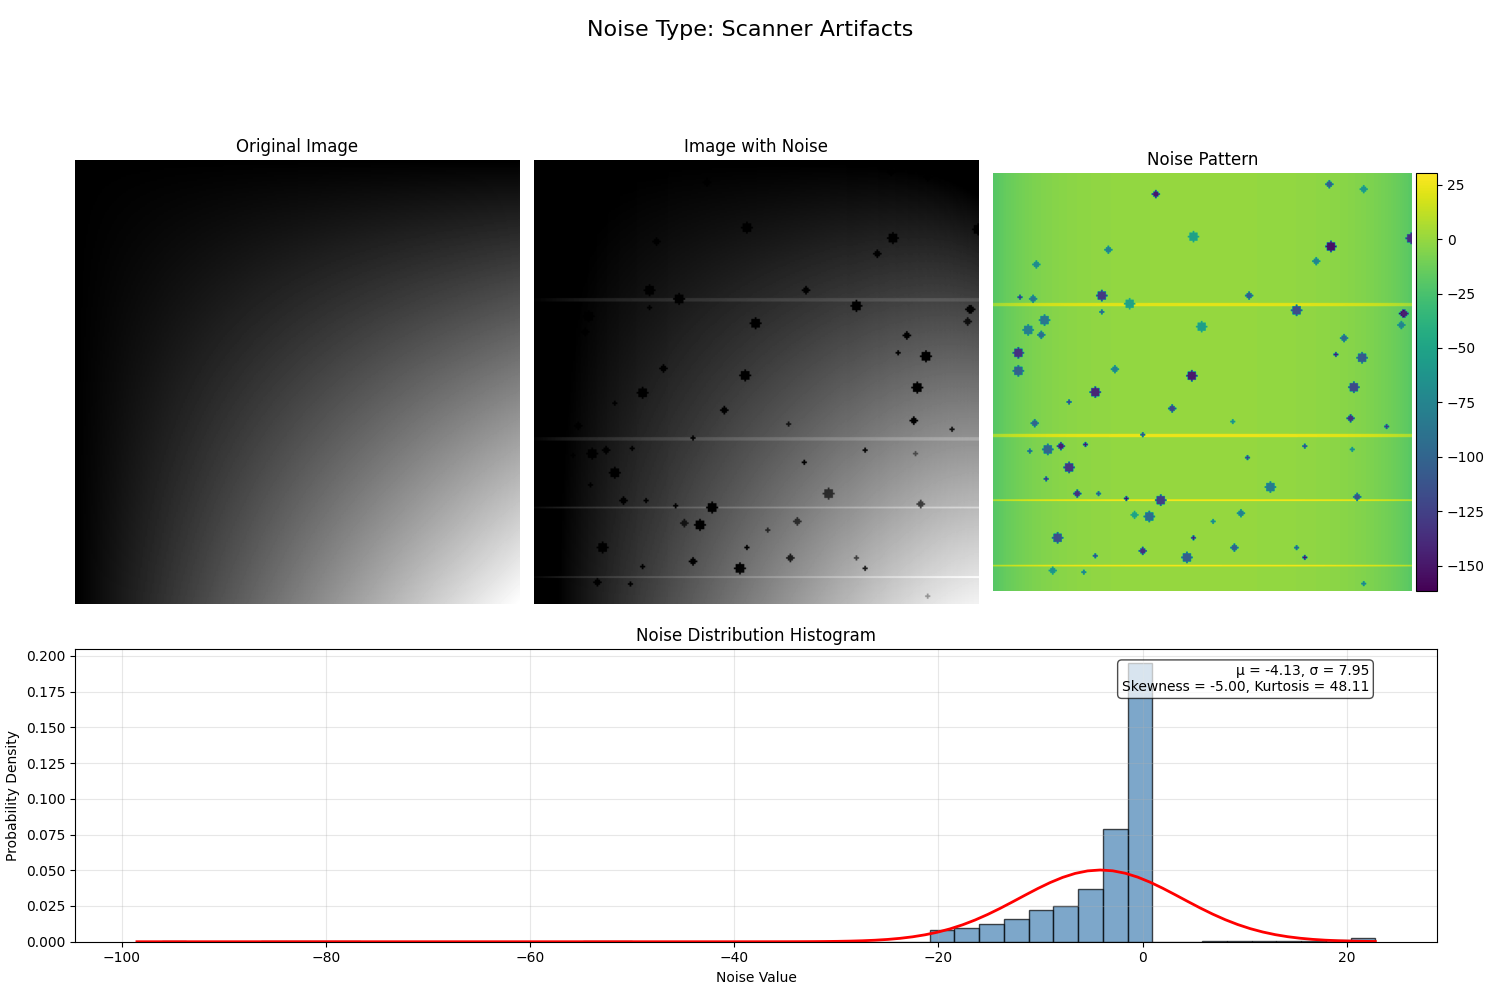 Noise Type: Scanner Artifacts
Original Image
Image with Noise
Noise Pattern
25
0
−25
−50
−75
−100
−125
−150
Noise Distribution Histogram
μ = -4.13, σ = 7.95
Skewness = -5.00, Kurtosis = 48.11
Probability Density
0.200
0.175
0.150
0.125
0.100
0.075
0.050
0.025
0.000
−100 −80 −60 −40 −20 0 20
Noise Value